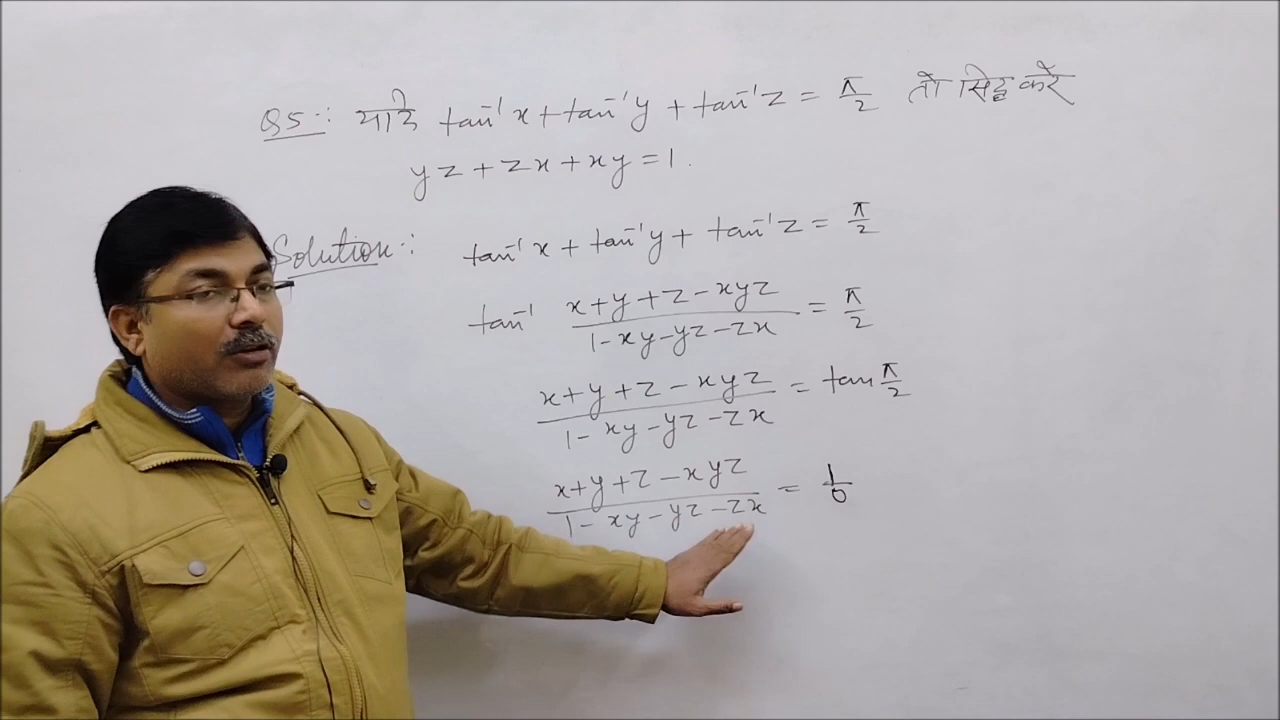 Q5:- यदि tan⁻¹x + tan⁻¹y + tan⁻¹z = π/2 तो सिद्ध करें
yz + zx + xy = 1.
Solution:- tan⁻¹x + tan⁻¹y + tan⁻¹z = π/2
tan⁻¹ (x+y+z-xyz)/(1-xy-yz-zx) = π/2
(x+y+z-xyz)/(1-xy-yz-zx) = tan π/2
(x+y+z-xyz)/(1-xy-yz-zx) = 1/0